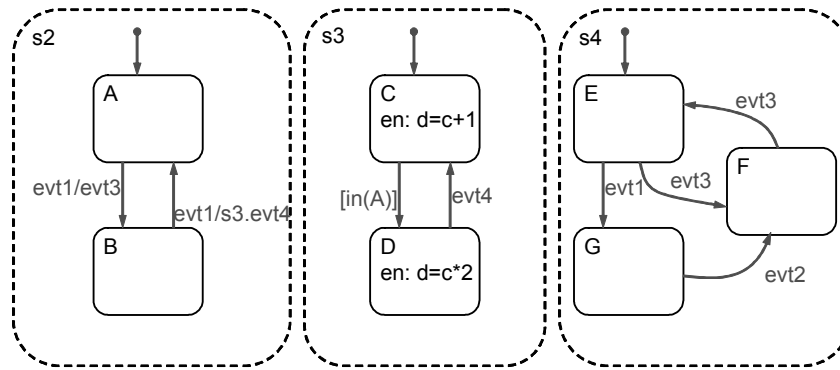 s2
A
evt1/evt3
evt1/s3.evt4
B
s3
C
en: d=c+1
[in(A)]
evt4
D
en: d=c*2
s4
E
evt3
F
evt1
evt3
G
evt2